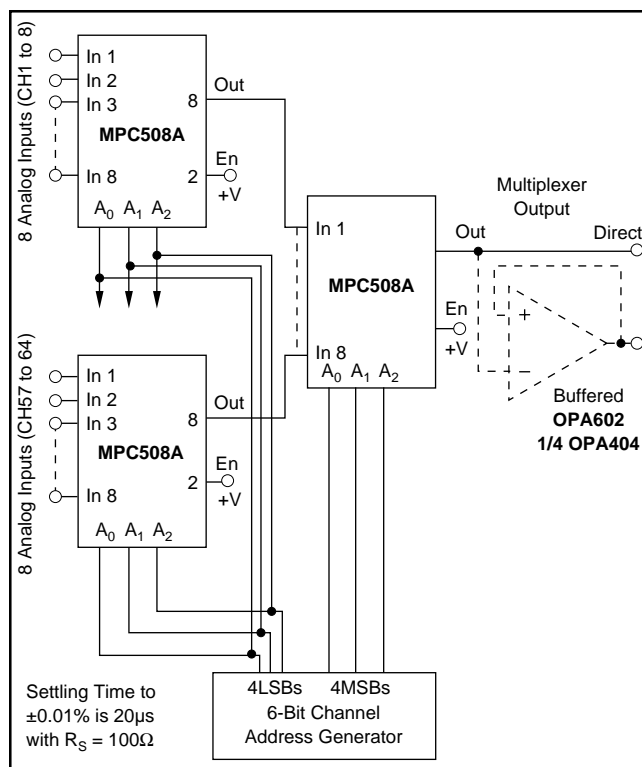 8 Analog Inputs (CH1 to 8)
In 1
In 2
In 3
In 8
MPC508A
8
Out
2
En
+V
A0 A1 A2
8 Analog Inputs (CH57 to 64)
In 1
In 2
In 3
In 8
MPC508A
8
Out
2
En
+V
A0 A1 A2
In 1
In 8
MPC508A
A0 A1 A2
En
+V
Multiplexer
Output
Out
Direct
+
–
Buffered
OPA602
1/4 OPA404
4LSBs 4MSBs
6-Bit Channel
Address Generator
Settling Time to
±0.01% is 20µs
with RS = 100Ω